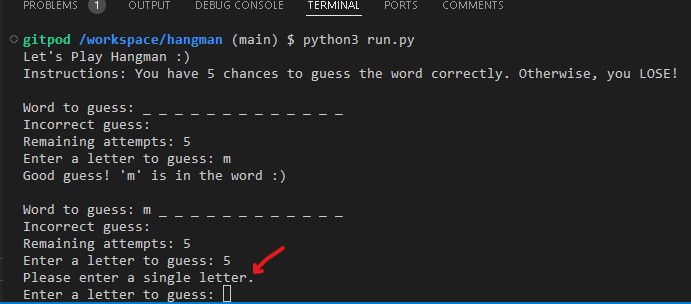 PROBLEMS 1 OUTPUT DEBUG CONSOLE TERMINAL PORTS COMMENTS
gitpod /workspace/hangman (main) $ python3 run.py
Let's Play Hangman :)
Instructions: You have 5 chances to guess the word correctly. Otherwise, you LOSE!
Word to guess: _ _ _ _ _ _ _ _ _ _ _ _ _
Incorrect guess:
Remaining attempts: 5
Enter a letter to guess: m
Good guess! 'm' is in the word :)
Word to guess: m _ _ _ _ _ _ _ _ _ _ _ _
Incorrect guess:
Remaining attempts: 5
Enter a letter to guess: 5
Please enter a single letter.
Enter a letter to guess: